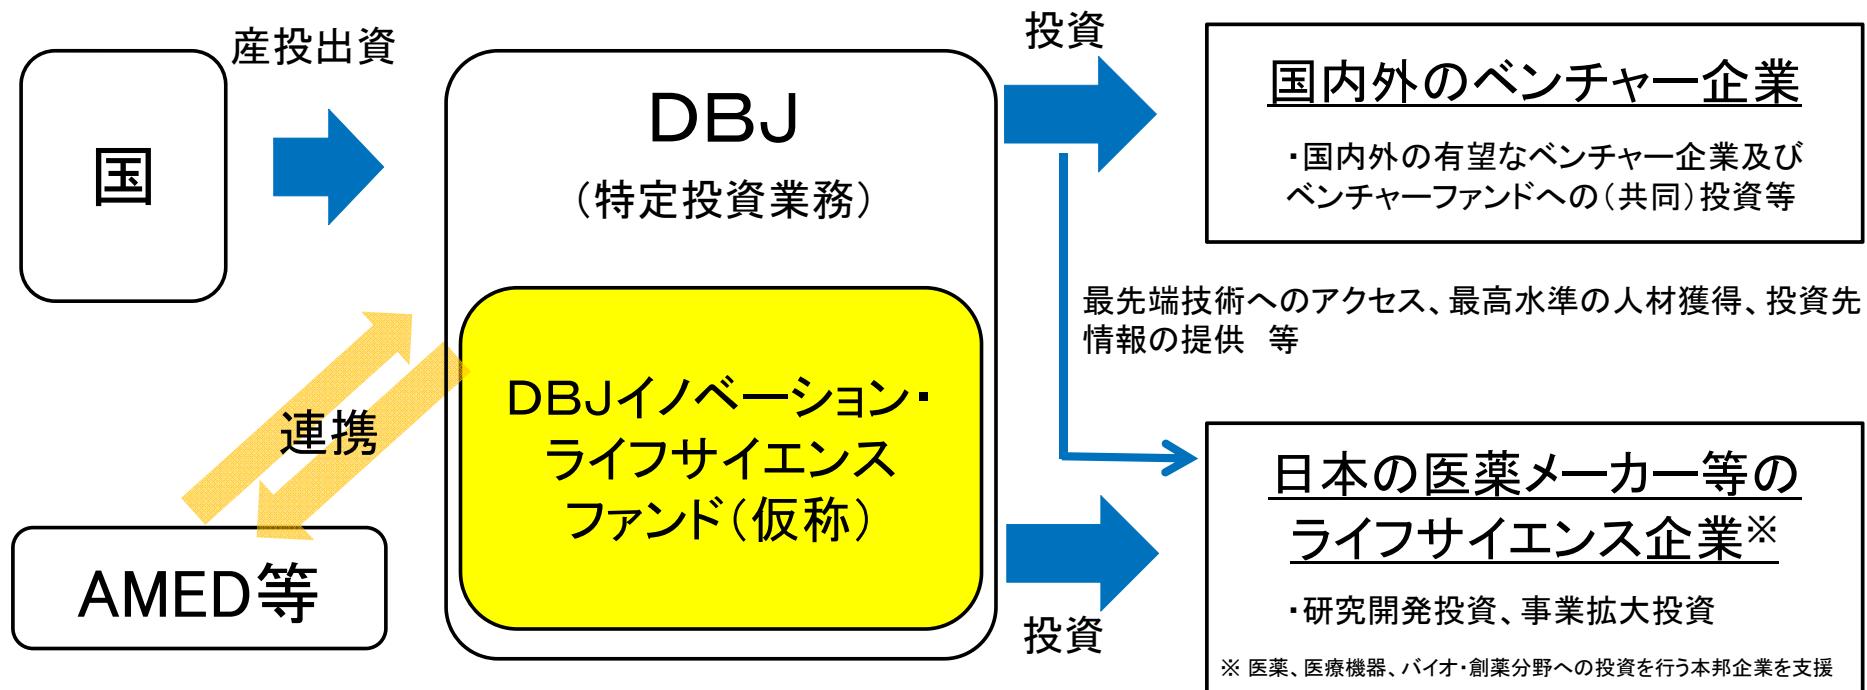 産投出資
国
DBJ
（特定投資業務）
DBJイノベーション・
ライフサイエンス
ファンド（仮称）
連携
AMED等
投資
国内外のベンチャー企業
・国内外の有望なベンチャー企業及び
ベンチャーファンドへの（共同）投資等
最先端技術へのアクセス、最高水準の人材獲得、投資先
情報の提供　等
投資
日本の医薬メーカー等の
ライフサイエンス企業※
・研究開発投資、事業拡大投資
※ 医薬、医療機器、バイオ・創薬分野への投資を行う本邦企業を支援